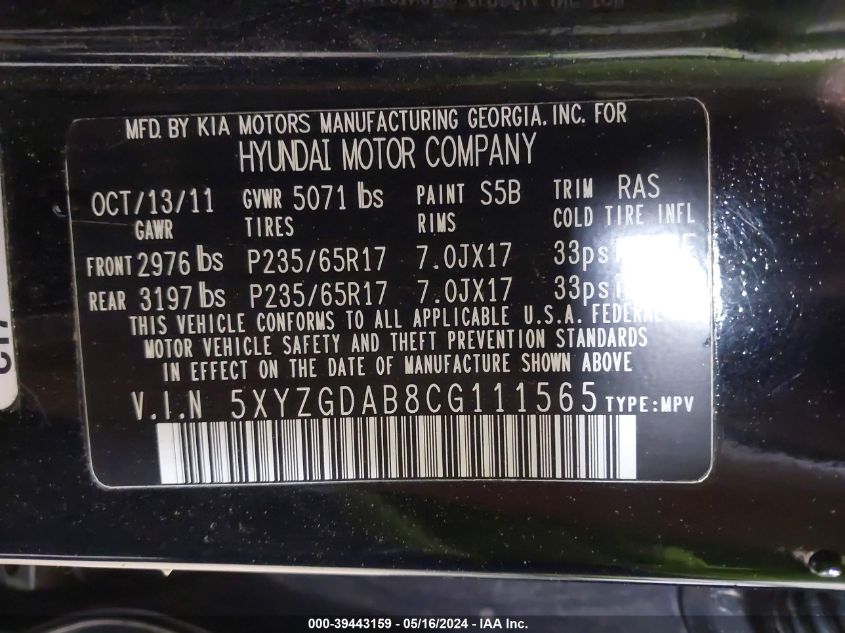 MFD. BY KIA MOTORS MANUFACTURING GEORGIA. INC. FOR
HYUNDAI MOTOR COMPANY
OCT/13/11 GVWR 5071 lbs PAINT S5B TRIM RAS
GAWR TIRES RIMS COLD TIRE INFL
FRONT 2976 lbs P235/65R17 7.0JX17 33psi
REAR 3197 lbs P235/65R17 7.0JX17 33psi
THIS VEHICLE CONFORMS TO ALL APPLICABLE U.S.A. FEDERAL
MOTOR VEHICLE SAFETY AND THEFT PREVENTION STANDARDS
IN EFFECT ON THE DATE OF MANUFACTURE SHOWN ABOVE
V.I.N 5XYZGDAB8CG111565 TYPE:MPV
000-39443159 - 05/16/2024 - IAA Inc.